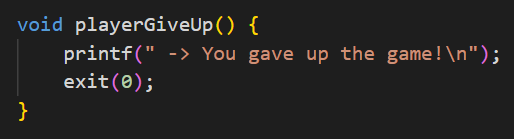 void playerGiveUp() {
    printf(" -> You gave up the game!\n");
    exit(0);
}